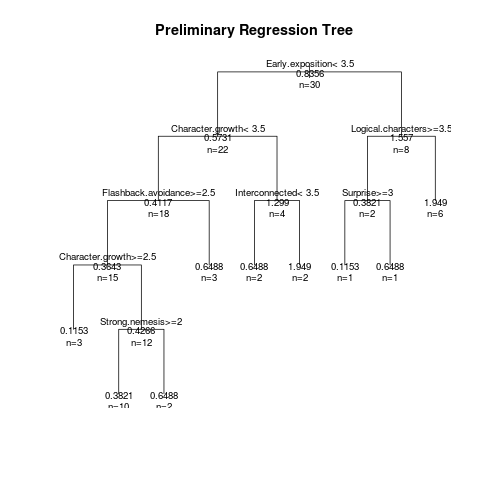 Preliminary Regression Tree
Early.exposition< 3.5
0.8356
n=30
Character.growth< 3.5
Logical.characters>=3.5
0.5731
1.557
n=22
n=8
Flashback.avoidance>=2.5
Interconnected< 3.5
Surprise>=3
0.4117
1.299
0.3821
1.949
n=18
n=4
n=2
n=6
Character.growth>=2.5
0.3643
0.6488
0.6488
1.949
0.1153
0.6488
n=15
n=3
n=2
n=2
n=1
n=1
Strong.nemesis>=2
0.1153
0.4266
n=3
n=12
0.3821
0.6488
n=10
n=2